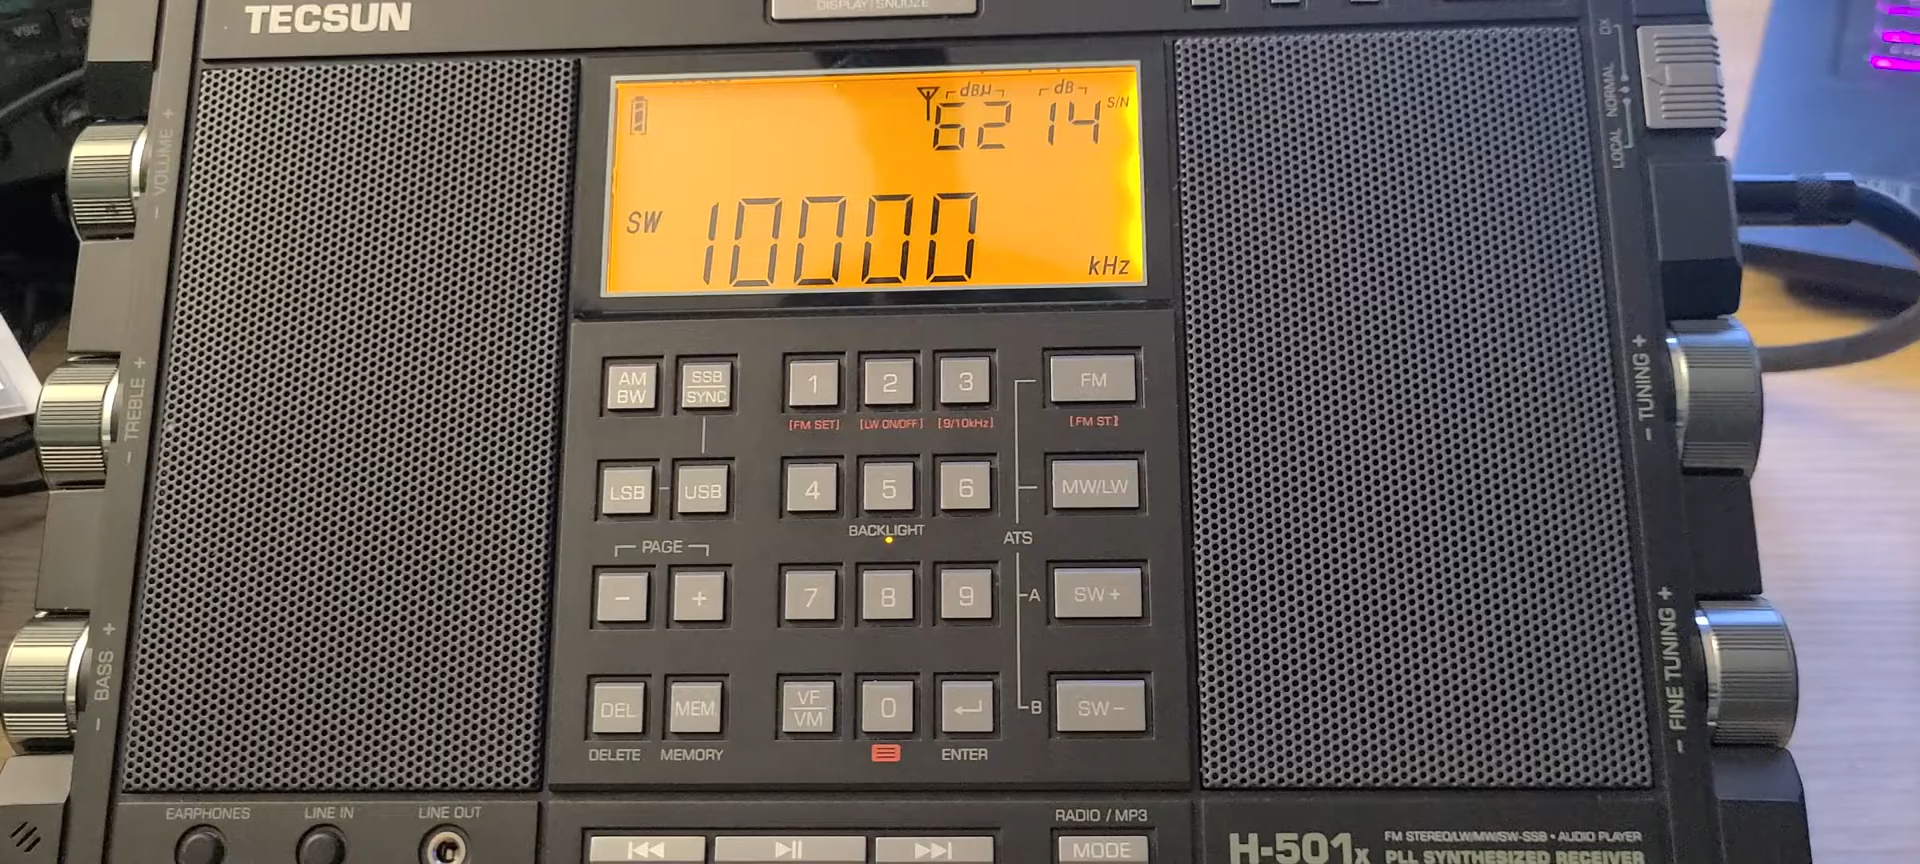 TECSUN
DISPLAY/SNOOZE
dBµ dB
62 14 S/N
SW 10000 kHz
- VOLUME +
- TREBLE +
- BASS +
LOCAL NORMAL DX
- TUNING +
- FINE TUNING +
AM BW
SSB SYNC
1 2 3
FM
[FM SET] [LW ON/OFF] [9/10kHz]
[FM ST.]
LSB USB
4 5 6
MW/LW
BACKLIGHT
ATS
PAGE
- +
7 8 9
A
SW +
DEL MEM.
VF VM
0
B
SW -
DELETE MEMORY
ENTER
EARPHONES LINE IN LINE OUT
RADIO / MP3
MODE
H-501x
FM STEREO/LW/MW/SW-SSB • AUDIO PLAYER
PLL SYNTHESIZED RECEIVER